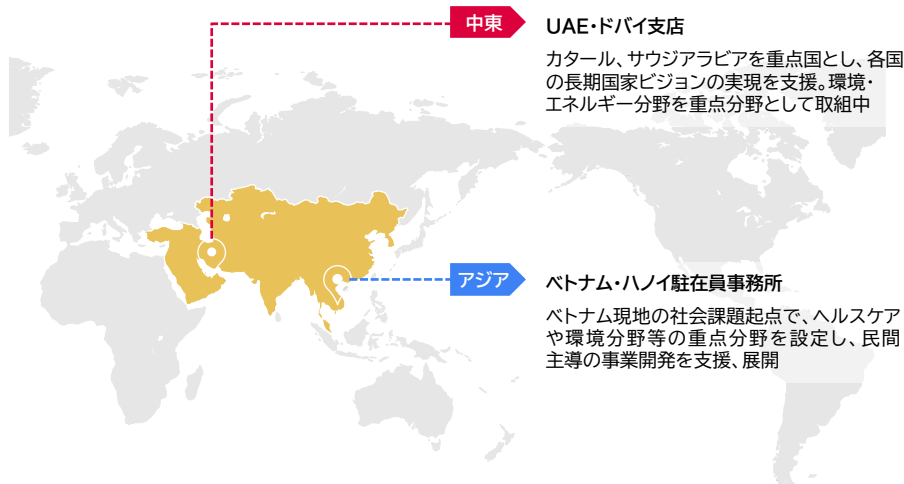 中東
UAE・ドバイ支店
カタール、サウジアラビアを重点国とし、各国
の長期国家ビジョンの実現を支援。環境・
エネルギー分野を重点分野として取組中
アジア
ベトナム・ハノイ駐在員事務所
ベトナム現地の社会課題起点で、ヘルスケア
や環境分野等の重点分野を設定し、民間
主導の事業開発を支援、展開